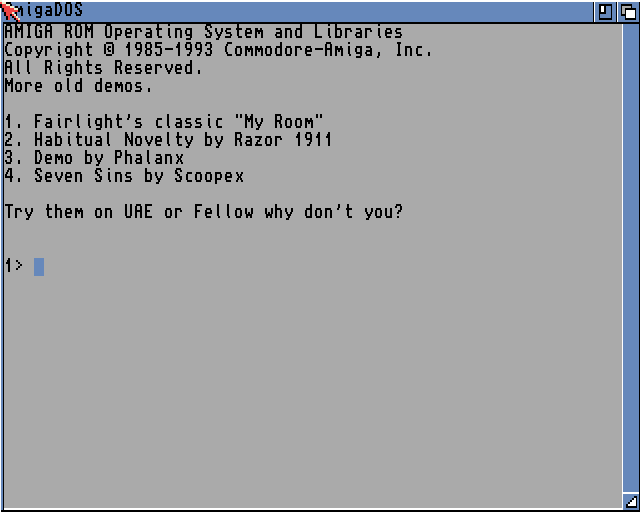 AmigaDOS
AMIGA ROM Operating System and Libraries
Copyright © 1985-1993 Commodore-Amiga, Inc.
All Rights Reserved.
More old demos.
1. Fairlight's classic "My Room"
2. Habitual Novelty by Razor 1911
3. Demo by Phalanx
4. Seven Sins by Scoopex
Try them on UAE or Fellow why don't you?
1>